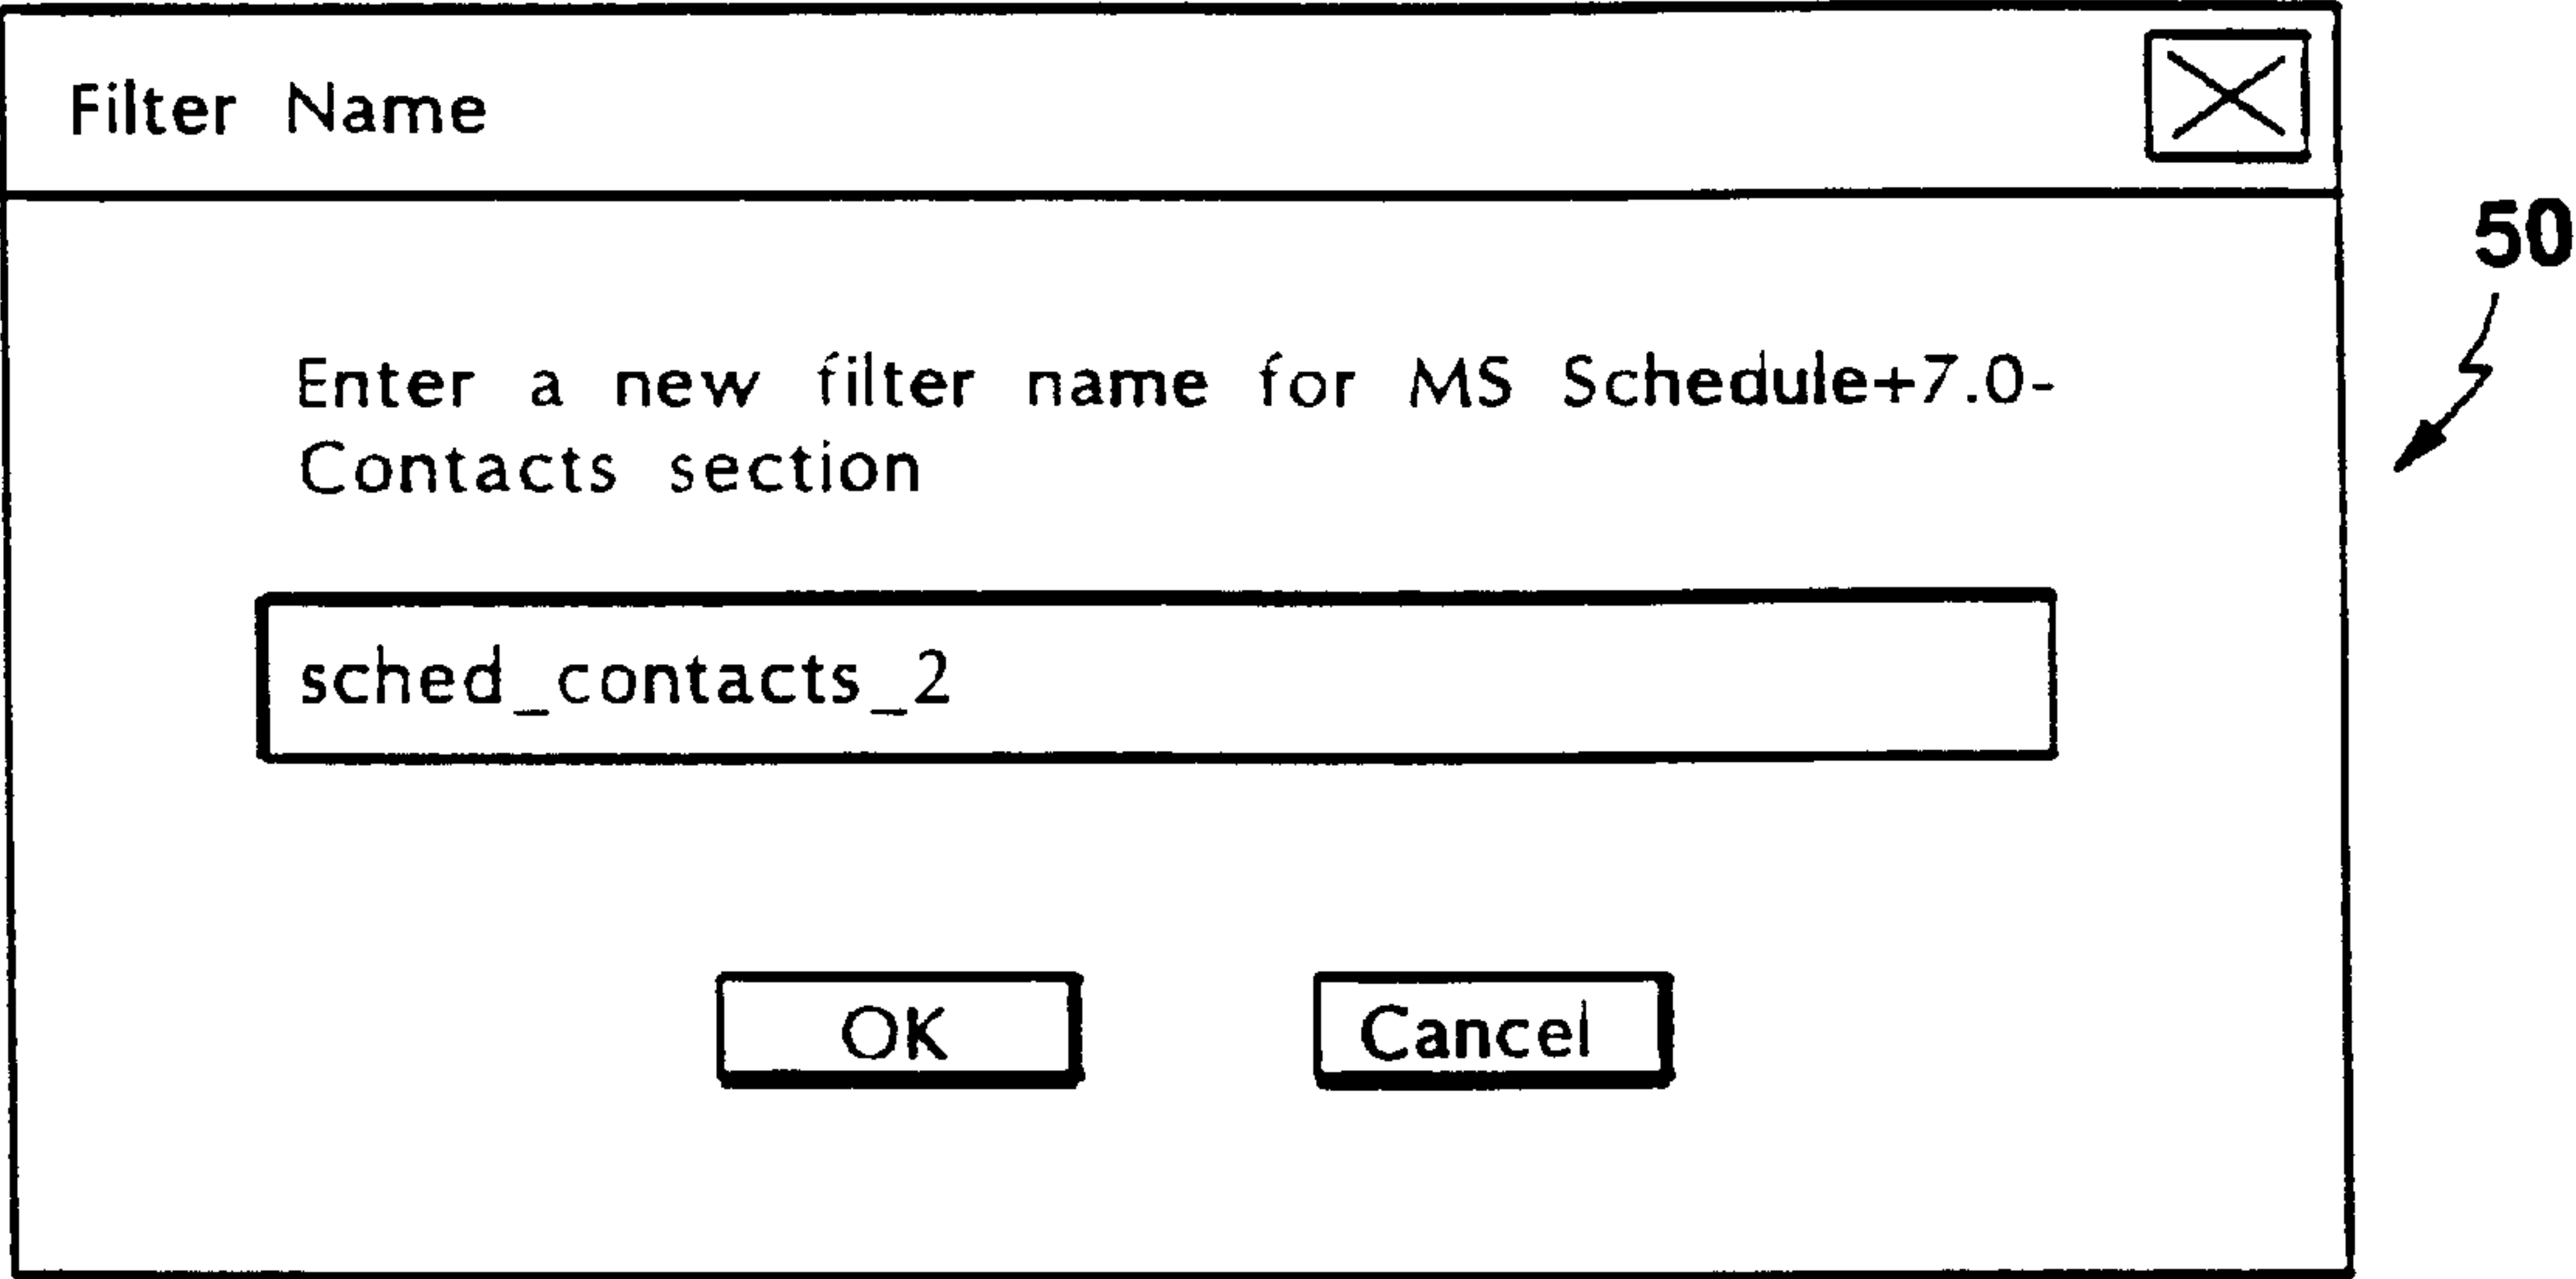 Filter Name
50
Enter a new filter name for MS Schedule+7.0-
Contacts section
sched_contacts_2
OK Cancel